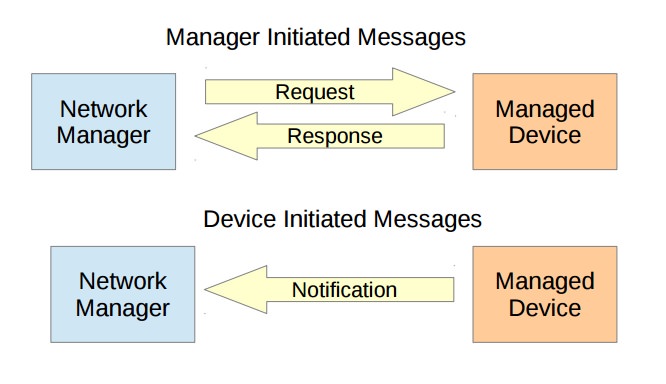 Manager Initiated Messages
Network
Manager
Request
Response
Managed
Device
Device Initiated Messages
Network
Manager
Notification
Managed
Device